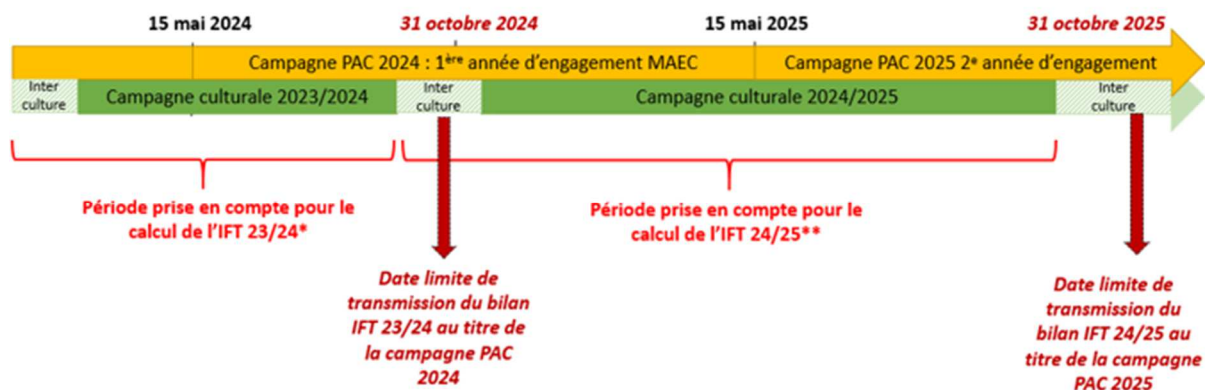 15 mai 2024
31 octobre 2024
15 mai 2025
31 octobre 2025
Campagne PAC 2024 : 1ère année d'engagement MAEC
Campagne PAC 2025 2e année d'engagement
Inter
culture
Campagne culturale 2023/2024
Inter
culture
Campagne culturale 2024/2025
Inter
culture
Période prise en compte pour le
calcul de l'IFT 23/24*
Période prise en compte pour le
calcul de l'IFT 24/25**
Date limite de
transmission du bilan
IFT 23/24 au titre de
la campagne PAC
2024
Date limite de
transmission du
bilan IFT 24/25 au
titre de la campagne
PAC 2025